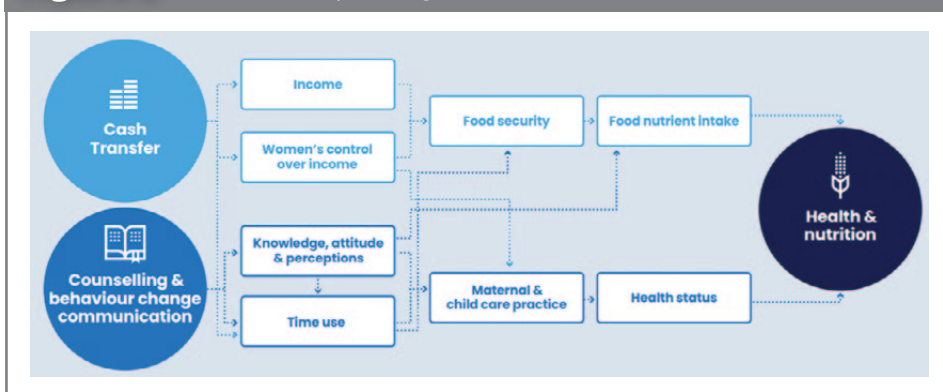 Cash
Transfer
Income
Women's control
over income
Food security
Food nutrient intake
Health &
nutrition
Counselling &
behaviour change
communication
Knowledge, attitude
& perceptions
Time use
Maternal &
child care practice
Health status